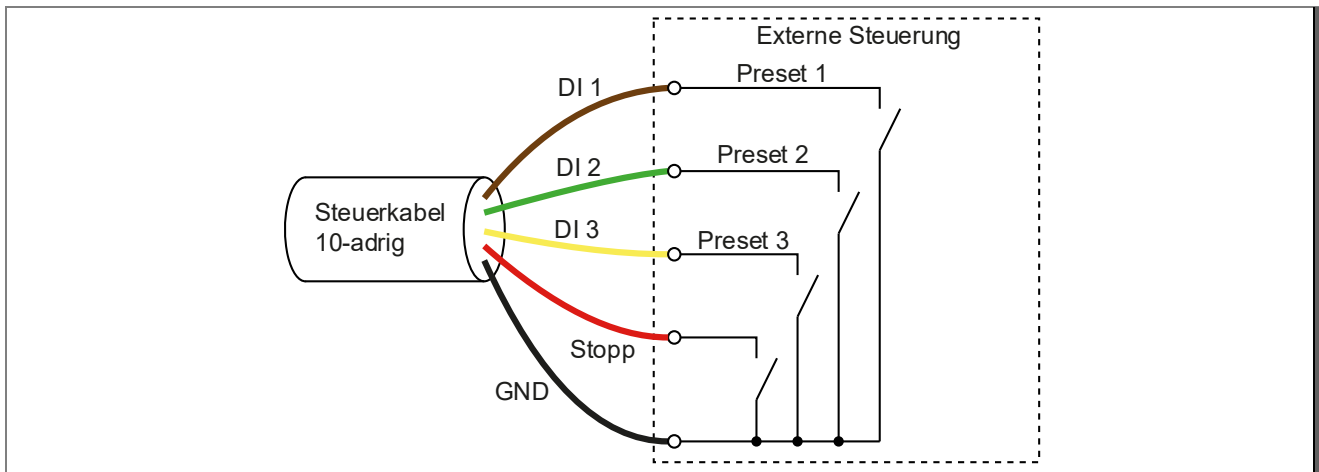 Externe Steuerung
DI 1
Preset 1
DI 2
Preset 2
Steuerkabel
10-adrig
DI 3
Preset 3
Stopp
GND